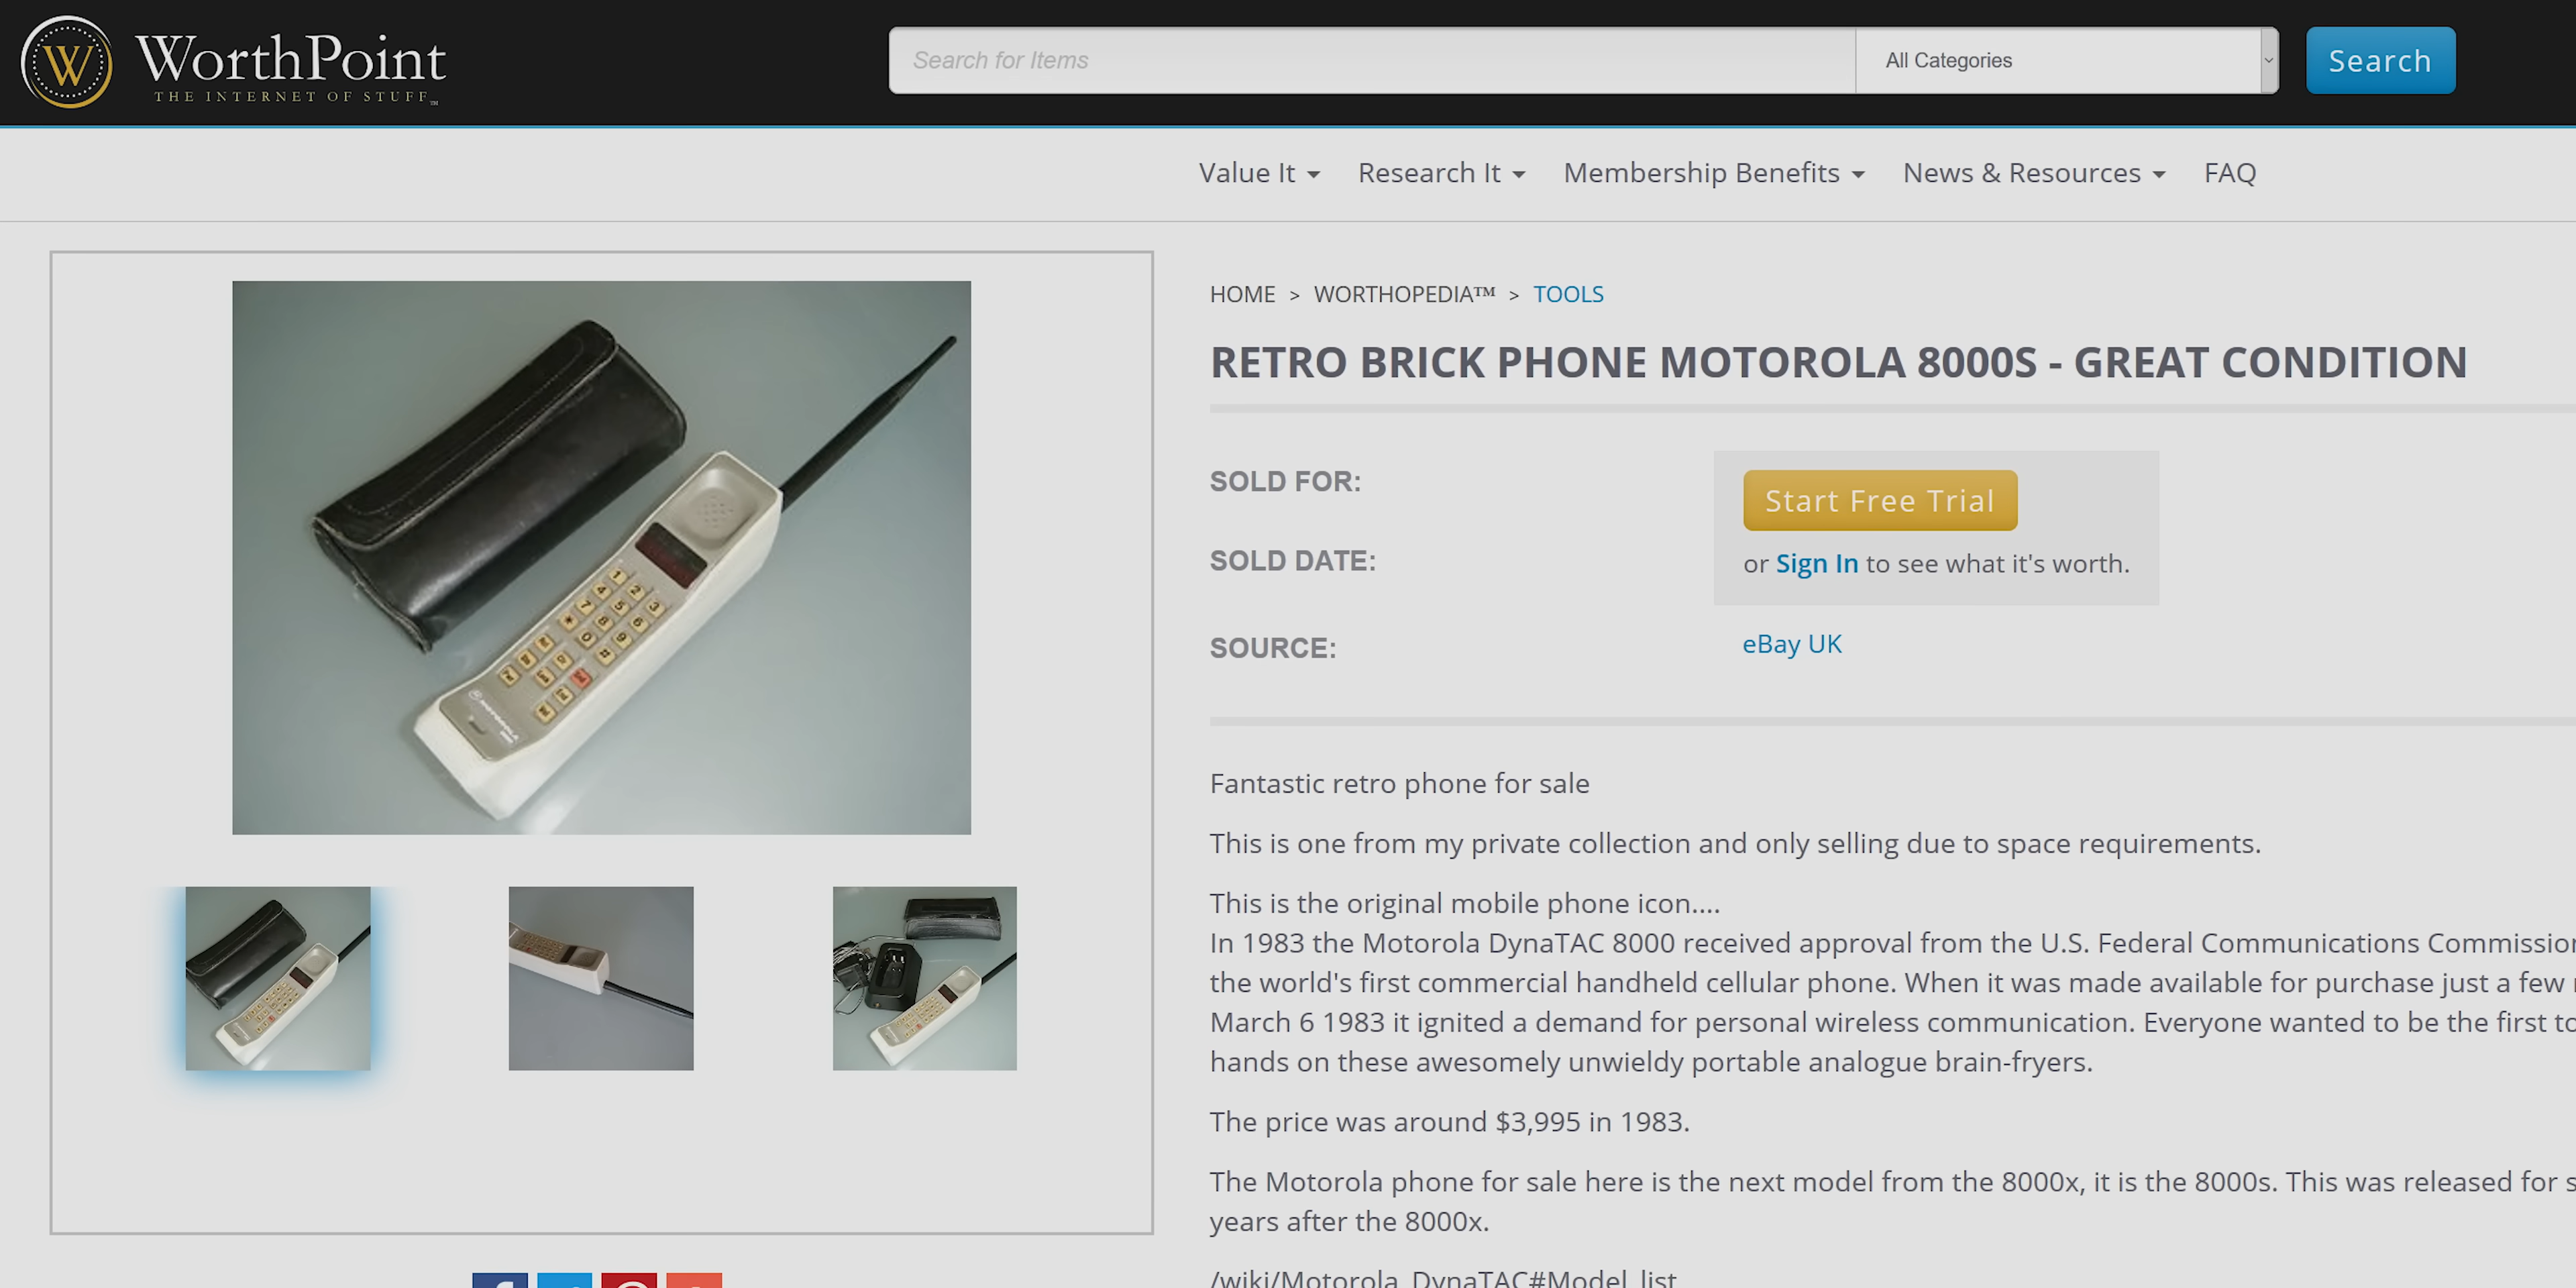 WorthPoint
THE INTERNET OF STUFF™
Search for Items
All Categories
Search
Value It
Research It
Membership Benefits
News & Resources
FAQ
HOME > WORTHOPEDIA™ > TOOLS
RETRO BRICK PHONE MOTOROLA 8000S - GREAT CONDITION
SOLD FOR:
Start Free Trial
SOLD DATE:
or Sign In to see what it's worth.
SOURCE:
eBay UK
Fantastic retro phone for sale
This is one from my private collection and only selling due to space requirements.
This is the original mobile phone icon....
In 1983 the Motorola DynaTAC 8000 received approval from the U.S. Federal Communications Commission
the world's first commercial handheld cellular phone. When it was made available for purchase just a few
March 6 1983 it ignited a demand for personal wireless communication. Everyone wanted to be the first to
hands on these awesomely unwieldy portable analogue brain-fryers.
The price was around $3,995 in 1983.
The Motorola phone for sale here is the next model from the 8000x, it is the 8000s. This was released for
years after the 8000x.
/wiki/Motorola_DynaTAC#Model_list